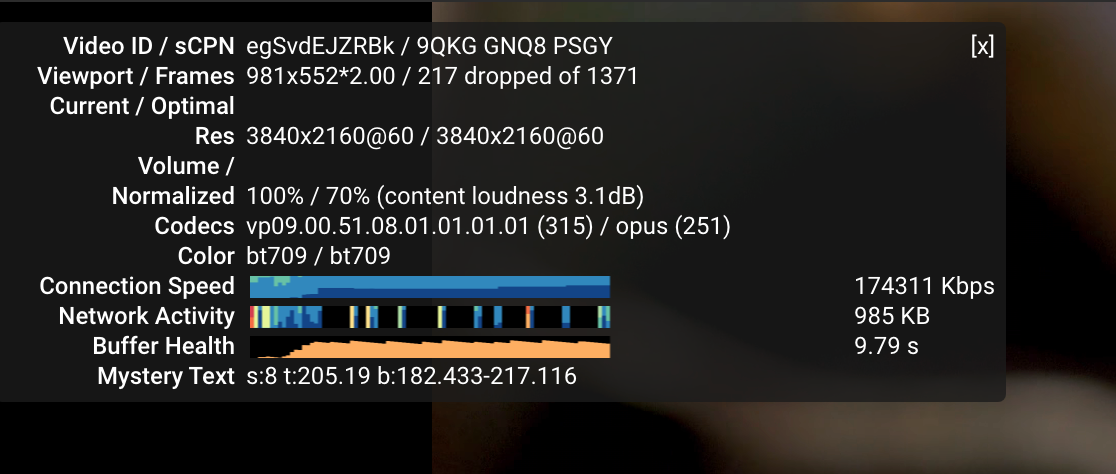 Video ID / sCPN egSvdEJZRBk / 9QKG GNQ8 PSGY [x]
Viewport / Frames 981x552*2.00 / 217 dropped of 1371
Current / Optimal
Res 3840x2160@60 / 3840x2160@60
Volume /
Normalized 100% / 70% (content loudness 3.1dB)
Codecs vp09.00.51.08.01.01.01.01 (315) / opus (251)
Color bt709 / bt709
Connection Speed 174311 Kbps
Network Activity 985 KB
Buffer Health 9.79 s
Mystery Text s:8 t:205.19 b:182.433-217.116